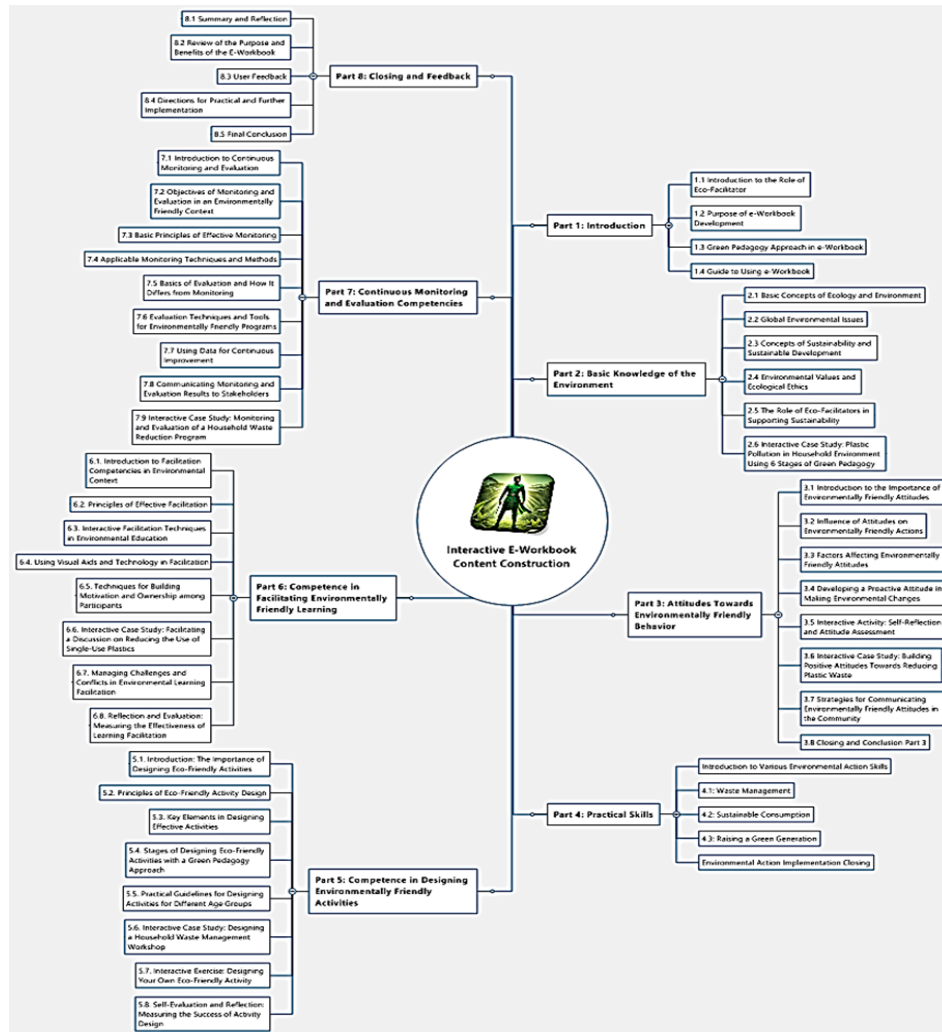 Interactive E-Workbook
Content Construction
Part 1: Introduction
1.1 Introduction to the Role of
Eco-Facilitator
1.2 Purpose of e-Workbook
Development
1.3 Green Pedagogy Approach in e-Workbook
1.4 Guide to Using e-Workbook
Part 2: Basic Knowledge of the
Environment
2.1 Basic Concepts of Ecology and Environment
2.2 Global Environmental Issues
2.3 Concepts of Sustainability and
Sustainable Development
2.4 Environmental Values and
Ecological Ethics
2.5 The Role of Eco-Facilitators in
Supporting Sustainability
2.6 Interactive Case Study: Plastic
Pollution in Household Environment
Using 6 Stages of Green Pedagogy
Part 3: Attitudes Towards
Environmentally Friendly
Behavior
3.1 Introduction to the Importance of
Environmentally Friendly Attitudes
3.2 Influence of Attitudes on
Environmentally Friendly Actions
3.3 Factors Affecting Environmentally
Friendly Attitudes
3.4 Developing a Proactive Attitude in
Making Environmental Changes
3.5 Interactive Activity: Self-Reflection
and Attitude Assessment
3.6 Interactive Case Study: Building
Positive Attitudes Towards Reducing
Plastic Waste
3.7 Strategies for Communicating
Environmentally Friendly Attitudes in
the Community
3.8 Closing and Conclusion Part 3
Part 4: Practical Skills
Introduction to Various Environmental Action Skills
4.1: Waste Management
4.2: Sustainable Consumption
4.3: Raising a Green Generation
Environmental Action Implementation Closing
Part 5: Competence in Designing
Environmentally Friendly
Activities
5.1. Introduction: The Importance of
Designing Eco-Friendly Activities
5.2. Principles of Eco-Friendly Activity Design
5.3. Key Elements in Designing
Effective Activities
5.4. Stages of Designing Eco-Friendly
Activities with a Green Pedagogy
Approach
5.5. Practical Guidelines for Designing
Activities for Different Age Groups
5.6. Interactive Case Study: Designing
a Household Waste Management
Workshop
5.7. Interactive Exercise: Designing
Your Own Eco-Friendly Activity
5.8. Self-Evaluation and Reflection:
Measuring the Success of Activity
Design
Part 6: Competence in
Facilitating Environmentally
Friendly Learning
6.1. Introduction to Facilitation
Competencies in Environmental
Context
6.2. Principles of Effective Facilitation
6.3. Interactive Facilitation Techniques
in Environmental Education
6.4. Using Visual Aids and Technology in Facilitation
6.5. Techniques for Building
Motivation and Ownership among
Participants
6.6. Interactive Case Study: Facilitating
a Discussion on Reducing the Use of
Single-Use Plastics
6.7. Managing Challenges and
Conflicts in Environmental Learning
Facilitation
6.8. Reflection and Evaluation:
Measuring the Effectiveness of
Learning Facilitation
Part 7: Continuous Monitoring
and Evaluation Competencies
7.1 Introduction to Continuous
Monitoring and Evaluation
7.2 Objectives of Monitoring and
Evaluation in an Environmentally
Friendly Context
7.3 Basic Principles of Effective Monitoring
7.4 Applicable Monitoring Techniques and Methods
7.5 Basics of Evaluation and How It
Differs from Monitoring
7.6 Evaluation Techniques and Tools
for Environmentally Friendly Programs
7.7 Using Data for Continuous
Improvement
7.8 Communicating Monitoring and
Evaluation Results to Stakeholders
7.9 Interactive Case Study: Monitoring
and Evaluation of a Household Waste
Reduction Program
Part 8: Closing and Feedback
8.1 Summary and Reflection
8.2 Review of the Purpose and
Benefits of the E-Workbook
8.3 User Feedback
8.4 Directions for Practical and Further
Implementation
8.5 Final Conclusion